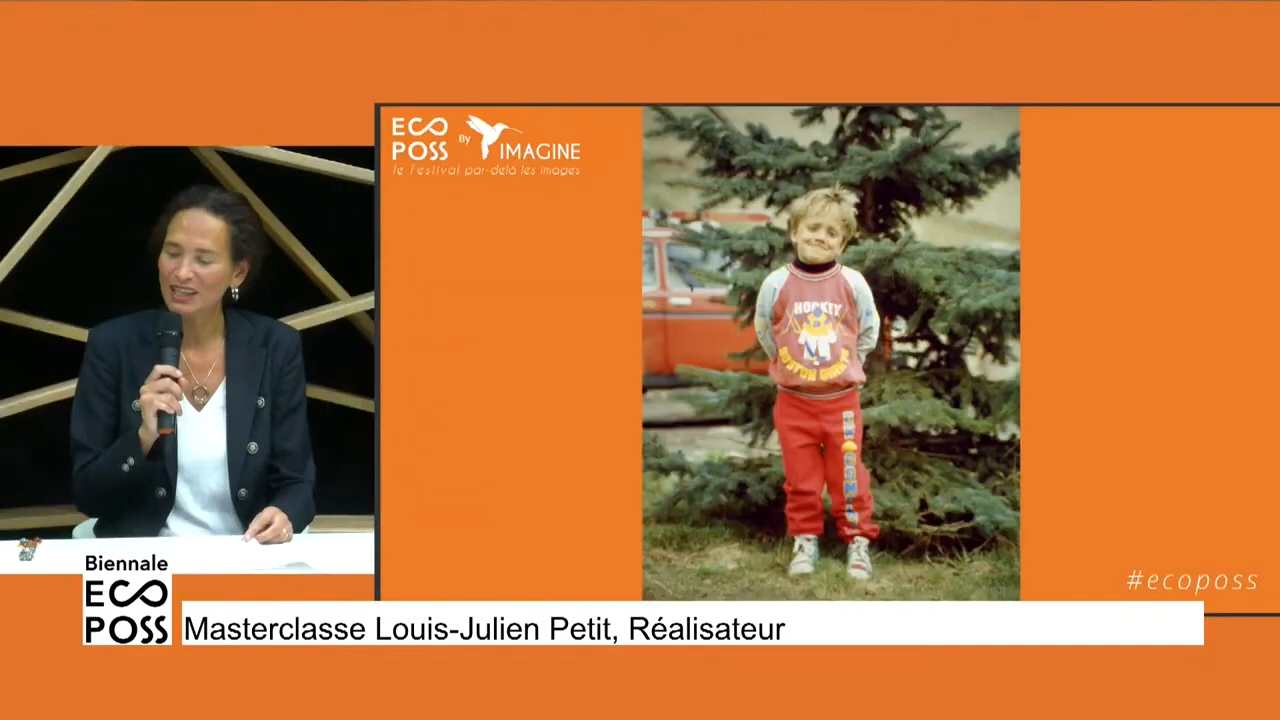 ECO
POSS
By
IMAGINE
le festival par-delà les images
HOCKEY
BOSTON GIANTS
#ecoposs
Biennale
ECO
POSS
Masterclasse Louis-Julien Petit, Réalisateur